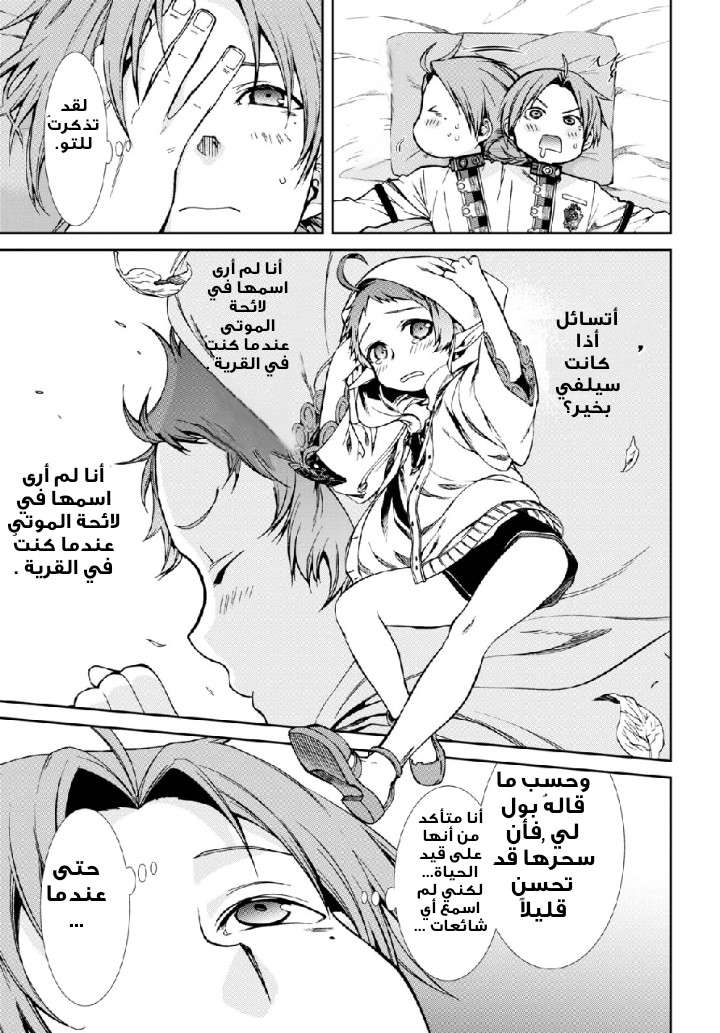 لقد
تذكرت
للتو.
أتسائل
أذا
كانت
سيلفي
بخير؟
أنا لم أرى
اسمها في
لائحة
الموتى
عندما كنت
في القرية .
أنا لم أرى
اسمها في
لائحة الموتى
عندما كنت
في القرية .
وحسب ما
قالهُ بول
لي ,فأن
سحرها قد
تحسن
قليلاً
أنا متأكد
من أنها
على قيد
الحياة...
لكني لم
اسمع أي
شائعات ...
حتى
عندما
...